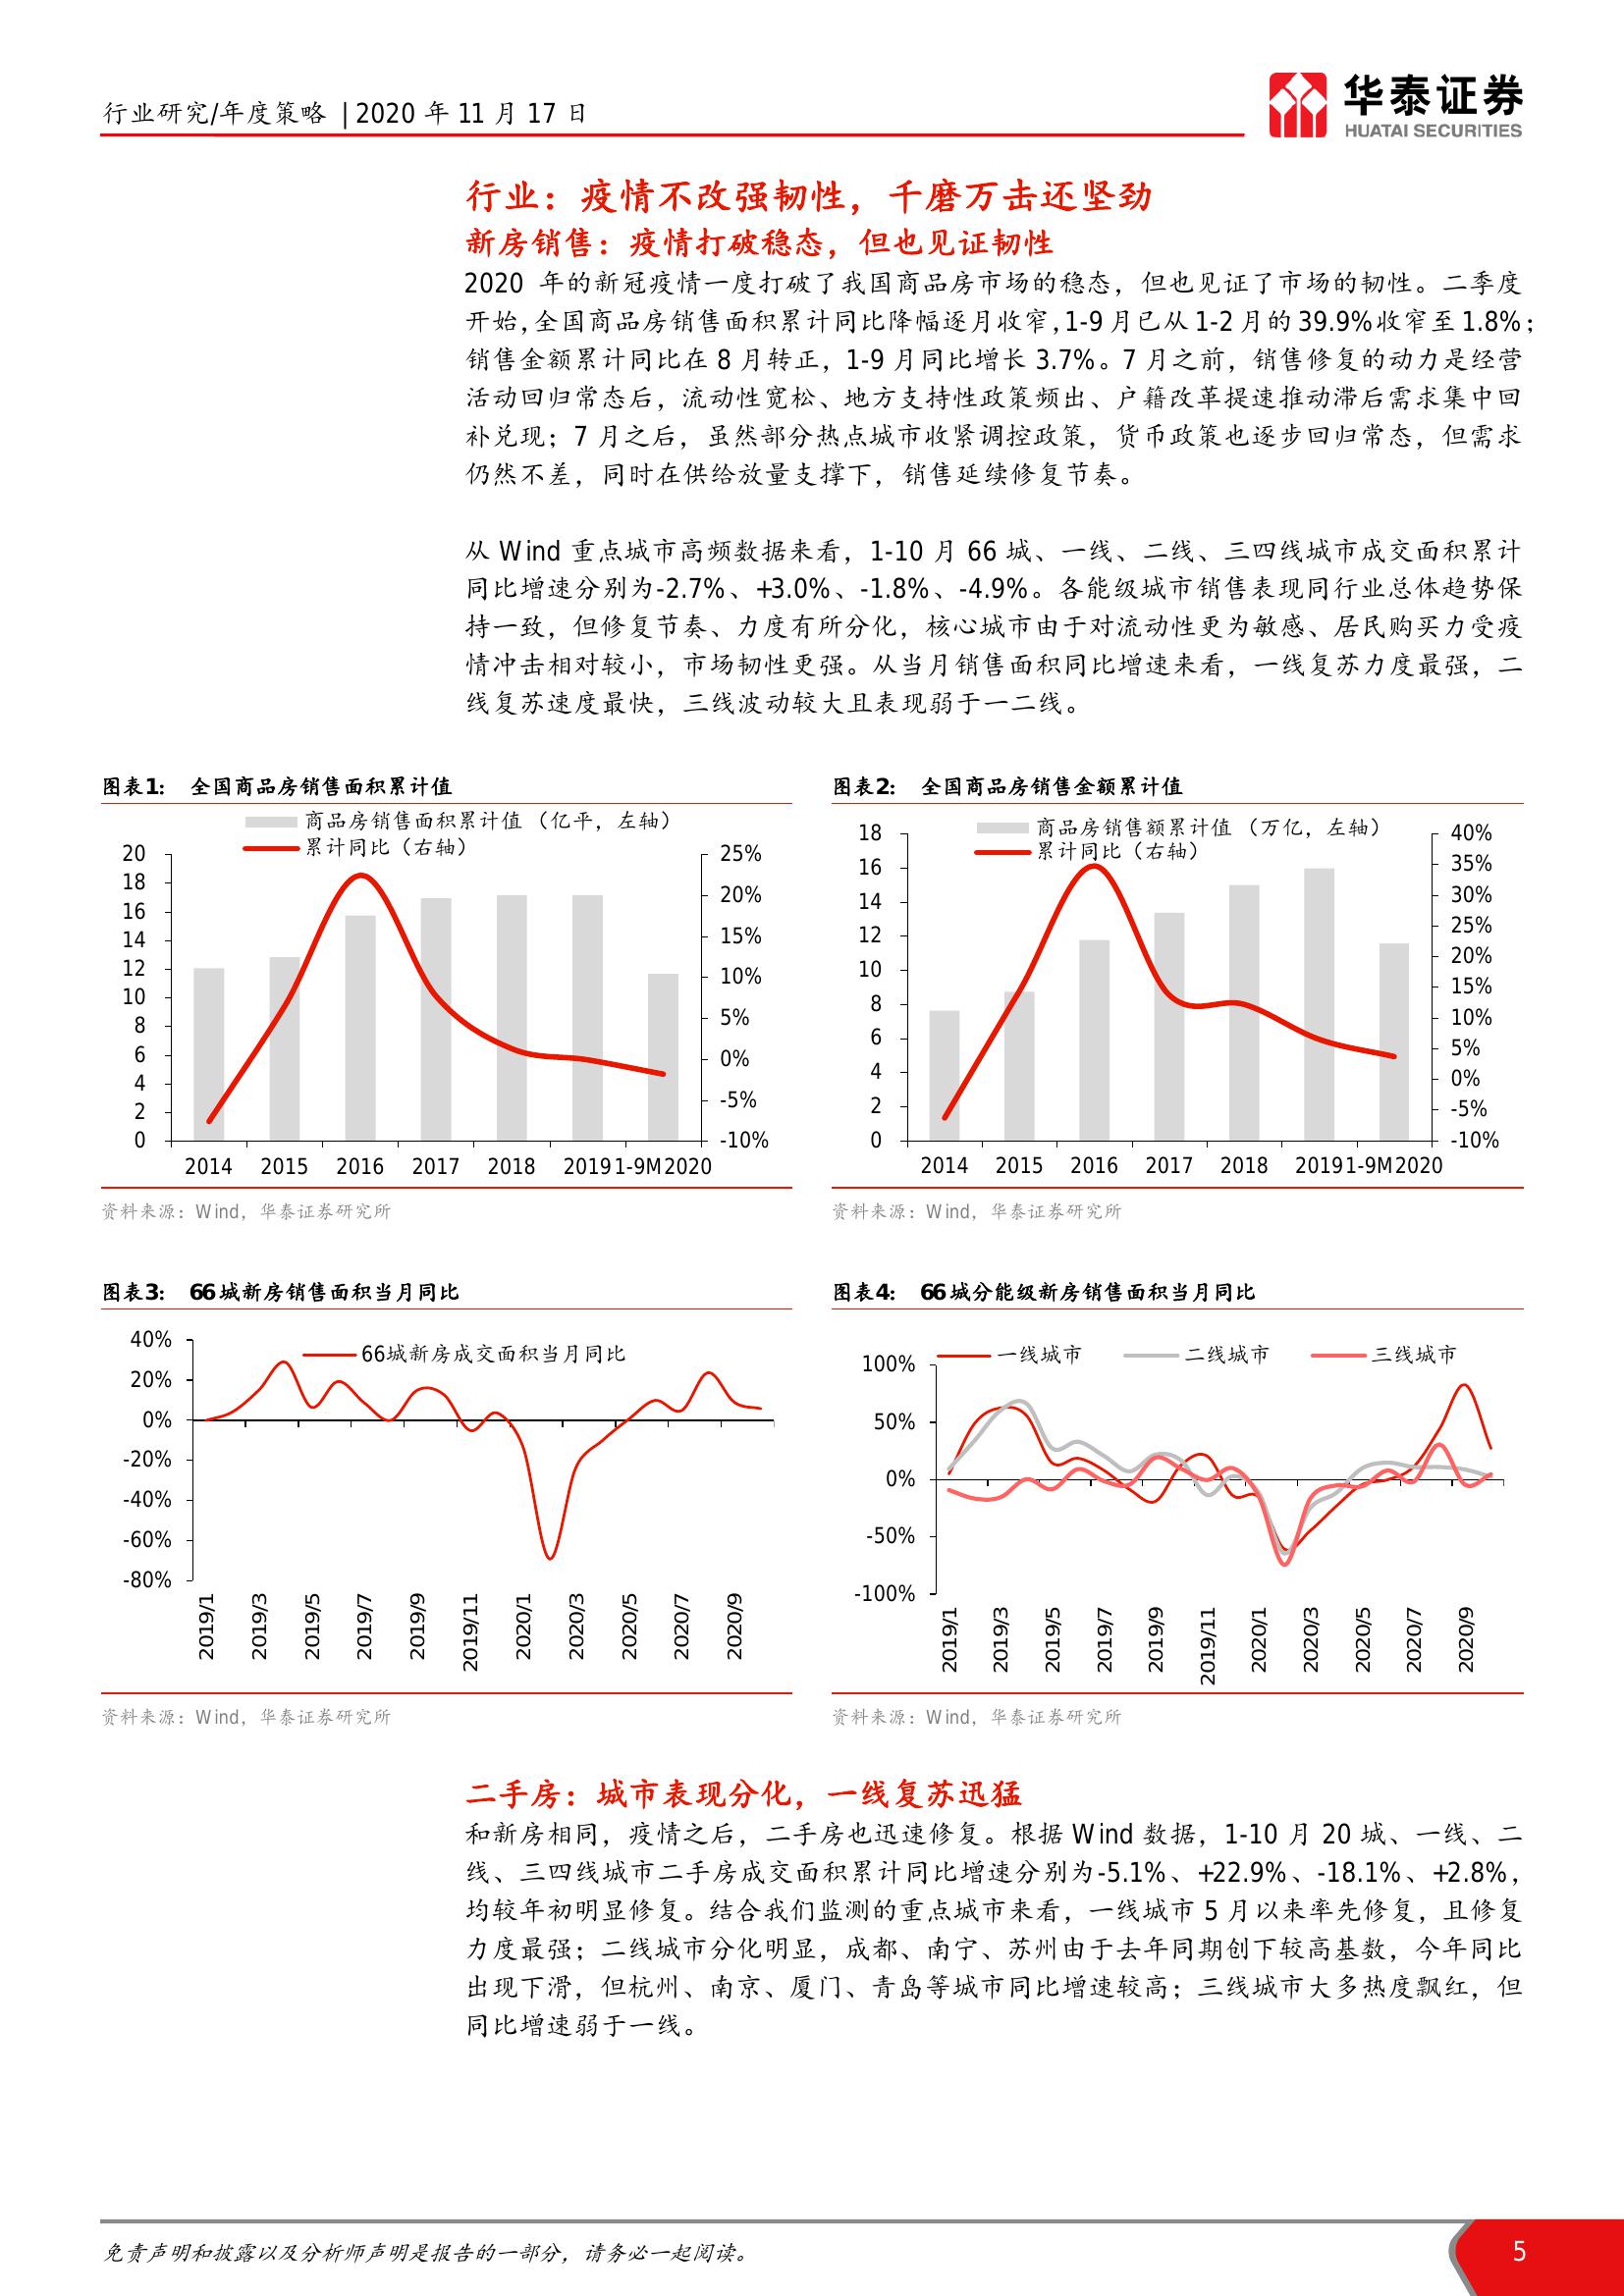 行业研究/年度策略 | 2020 年 11 月 17 日
华泰证券
HUATAI SECURITIES
行业：疫情不改强韧性，千磨万击还坚劲
新房销售：疫情打破稳态，但也见证韧性
2020 年的新冠疫情一度打破了我国商品房市场的稳态，但也见证了市场的韧性。二季度
开始，全国商品房销售面积累计同比降幅逐月收窄，1-9 月已从 1-2 月的 39.9%收窄至 1.8%；
销售金额累计同比在 8 月转正，1-9 月同比增长 3.7%。7 月之前，销售修复的动力是经营
活动回归常态后，流动性宽松、地方支持性政策频出、户籍改革提速推动滞后需求集中回
补兑现；7 月之后，虽然部分热点城市收紧调控政策，货币政策也逐步回归常态，但需求
仍然不差，同时在供给放量支撑下，销售延续修复节奏。
从 Wind 重点城市高频数据来看，1-10 月 66 城、一线、二线、三四线城市成交面积累计
同比增速分别为-2.7%、+3.0%、-1.8%、-4.9%。各能级城市销售表现同行业总体趋势保
持一致，但修复节奏、力度有所分化，核心城市由于对流动性更为敏感、居民购买力受疫
情冲击相对较小，市场韧性更强。从当月销售面积同比增速来看，一线复苏力度最强，二
线复苏速度最快，三线波动较大且表现弱于一二线。
图表1： 全国商品房销售面积累计值
商品房销售面积累计值（亿平，左轴）
累计同比（右轴）
20
18
16
14
12
10
8
6
4
2
0
25%
20%
15%
10%
5%
0%
-5%
-10%
2014 2015 2016 2017 2018 2019 1-9M2020
资料来源：Wind，华泰证券研究所
图表2： 全国商品房销售金额累计值
商品房销售额累计值（万亿，左轴）
累计同比（右轴）
18
16
14
12
10
8
6
4
2
0
40%
35%
30%
25%
20%
15%
10%
5%
0%
-5%
-10%
2014 2015 2016 2017 2018 2019 1-9M2020
资料来源：Wind，华泰证券研究所
图表3： 66城新房销售面积当月同比
66城新房成交面积当月同比
40%
20%
0%
-20%
-40%
-60%
-80%
2019/1 2019/3 2019/5 2019/7 2019/9 2019/11 2020/1 2020/3 2020/5 2020/7 2020/9
资料来源：Wind，华泰证券研究所
图表4： 66城分能级新房销售面积当月同比
一线城市 二线城市 三线城市
100%
50%
0%
-50%
-100%
2019/1 2019/3 2019/5 2019/7 2019/9 2019/11 2020/1 2020/3 2020/5 2020/7 2020/9
资料来源：Wind，华泰证券研究所
二手房：城市表现分化，一线复苏迅猛
和新房相同，疫情之后，二手房也迅速修复。根据 Wind 数据，1-10 月 20 城、一线、二
线、三四线城市二手房成交面积累计同比增速分别为-5.1%、+22.9%、-18.1%、+2.8%，
均较年初明显修复。结合我们监测的重点城市来看，一线城市 5 月以来率先修复，且修复
力度最强；二线城市分化明显，成都、南宁、苏州由于去年同期创下较高基数，今年同比
出现下滑，但杭州、南京、厦门、青岛等城市同比增速较高；三线城市大多热度飘红，但
同比增速弱于一线。
免责声明和披露以及分析师声明是报告的一部分，请务必一起阅读。
5